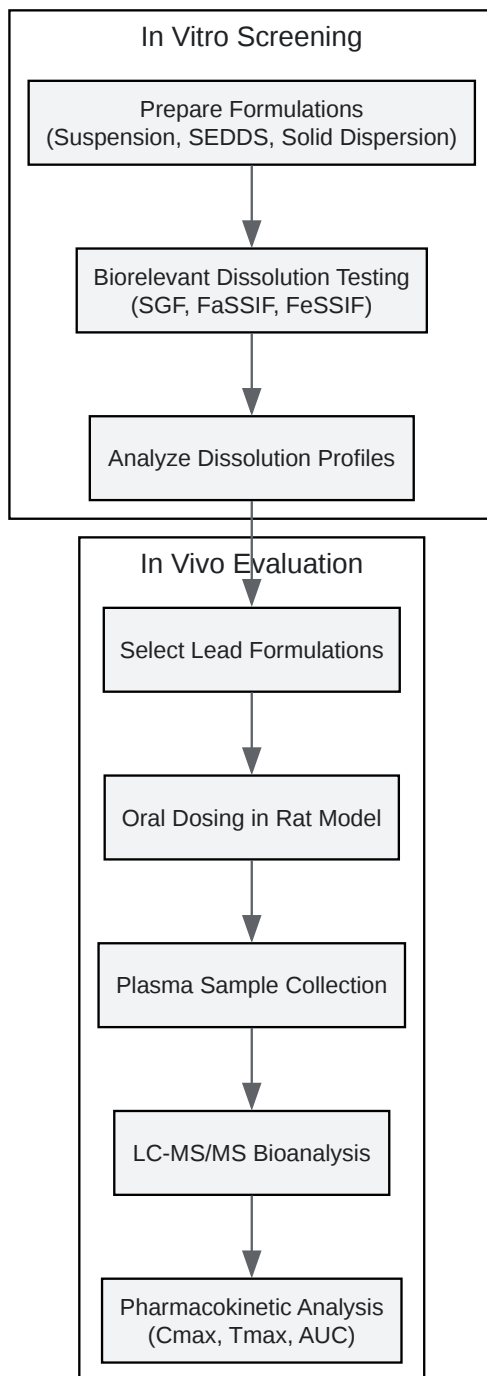 In Vitro Screening
Prepare Formulations
(Suspension, SEDDS, Solid Dispersion)
Biorelevant Dissolution Testing
(SGF, FaSSIF, FeSSIF)
Analyze Dissolution Profiles
In Vivo Evaluation
Select Lead Formulations
Oral Dosing in Rat Model
Plasma Sample Collection
LC-MS/MS Bioanalysis
Pharmacokinetic Analysis
(Cmax, Tmax, AUC)